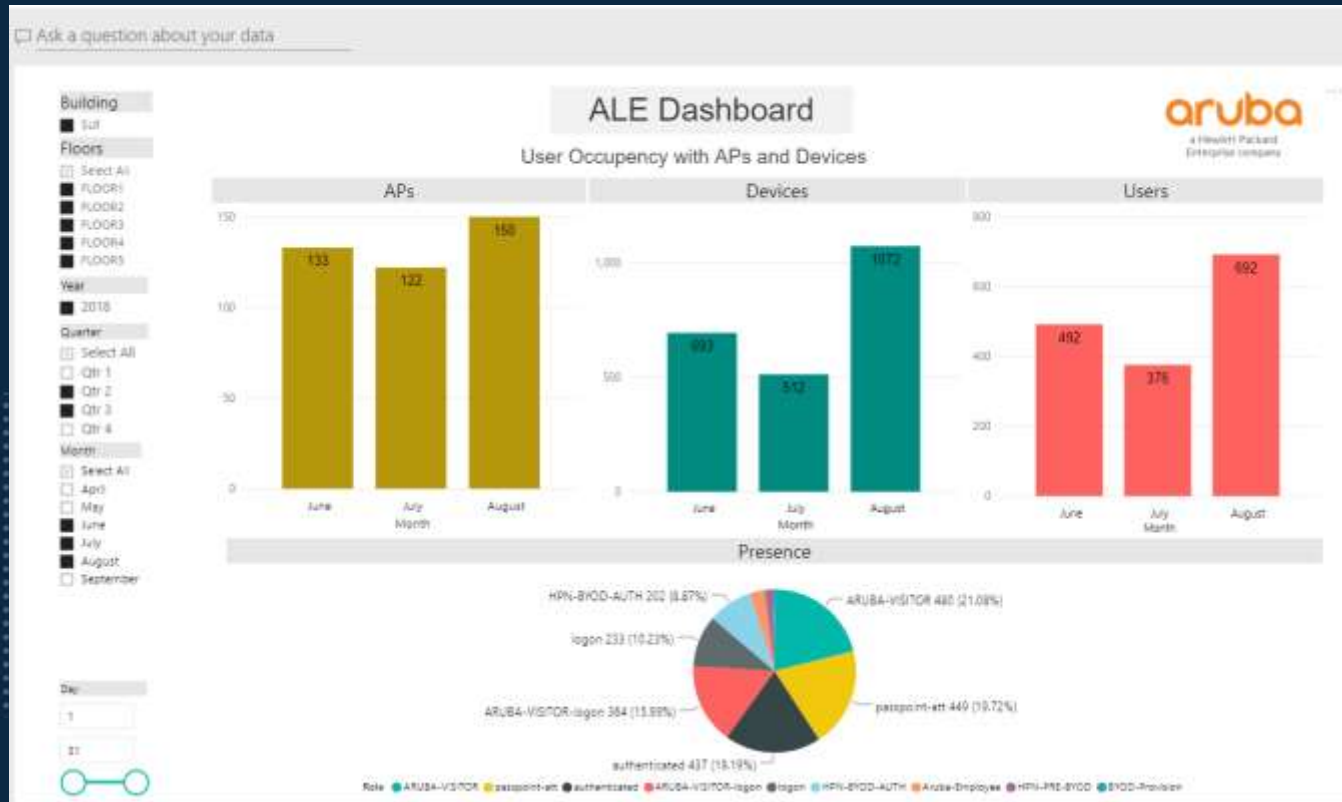 Ask a question about your data
Building
Floors
Select All
FLOOR1
FLOOR2
FLOOR3
FLOOR4
FLOOR5
Year
2018
Quarter
Select All
Qtr 1
Qtr 2
Qtr 3
Qtr 4
Month
Select All
April
May
June
July
August
September
Day
1
31
ALE Dashboard
User Occupency with APs and Devices
aruba
a Hewlett Packard
Enterprise company
APs
150
100
50
0
133
122
150
June July August
Month
Devices
1,000
500
0
693
512
1072
June July August
Month
Users
800
600
400
200
0
492
376
692
June July August
Month
Presence
HPN-BYOD-AUTH 202 (8.87%)
ARUBA-VISITOR 480 (21.08%)
logon 233 (10.23%)
ARUBA-VISITOR-logon 364 (15.99%)
passpoint-att 449 (19.72%)
authenticated 437 (19.19%)
Role ARUBA-VISITOR passpoint-att authenticated ARUBA-VISITOR-logon logon HPN-BYOD-AUTH Aruba-Employee HPN-PRE-BYOD BYOD-Provision